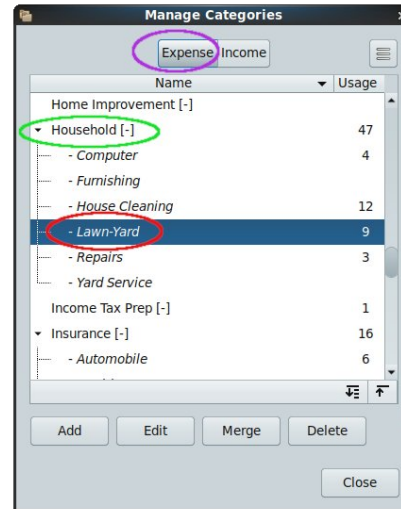 Manage Categories
Expense Income
Name Usage
Home Improvement [-]
Household [-] 47
- Computer 4
- Furnishing
- House Cleaning 12
- Lawn-Yard 9
- Repairs 3
- Yard Service
Income Tax Prep [-] 1
Insurance [-] 16
- Automobile 6
Add Edit Merge Delete
Close